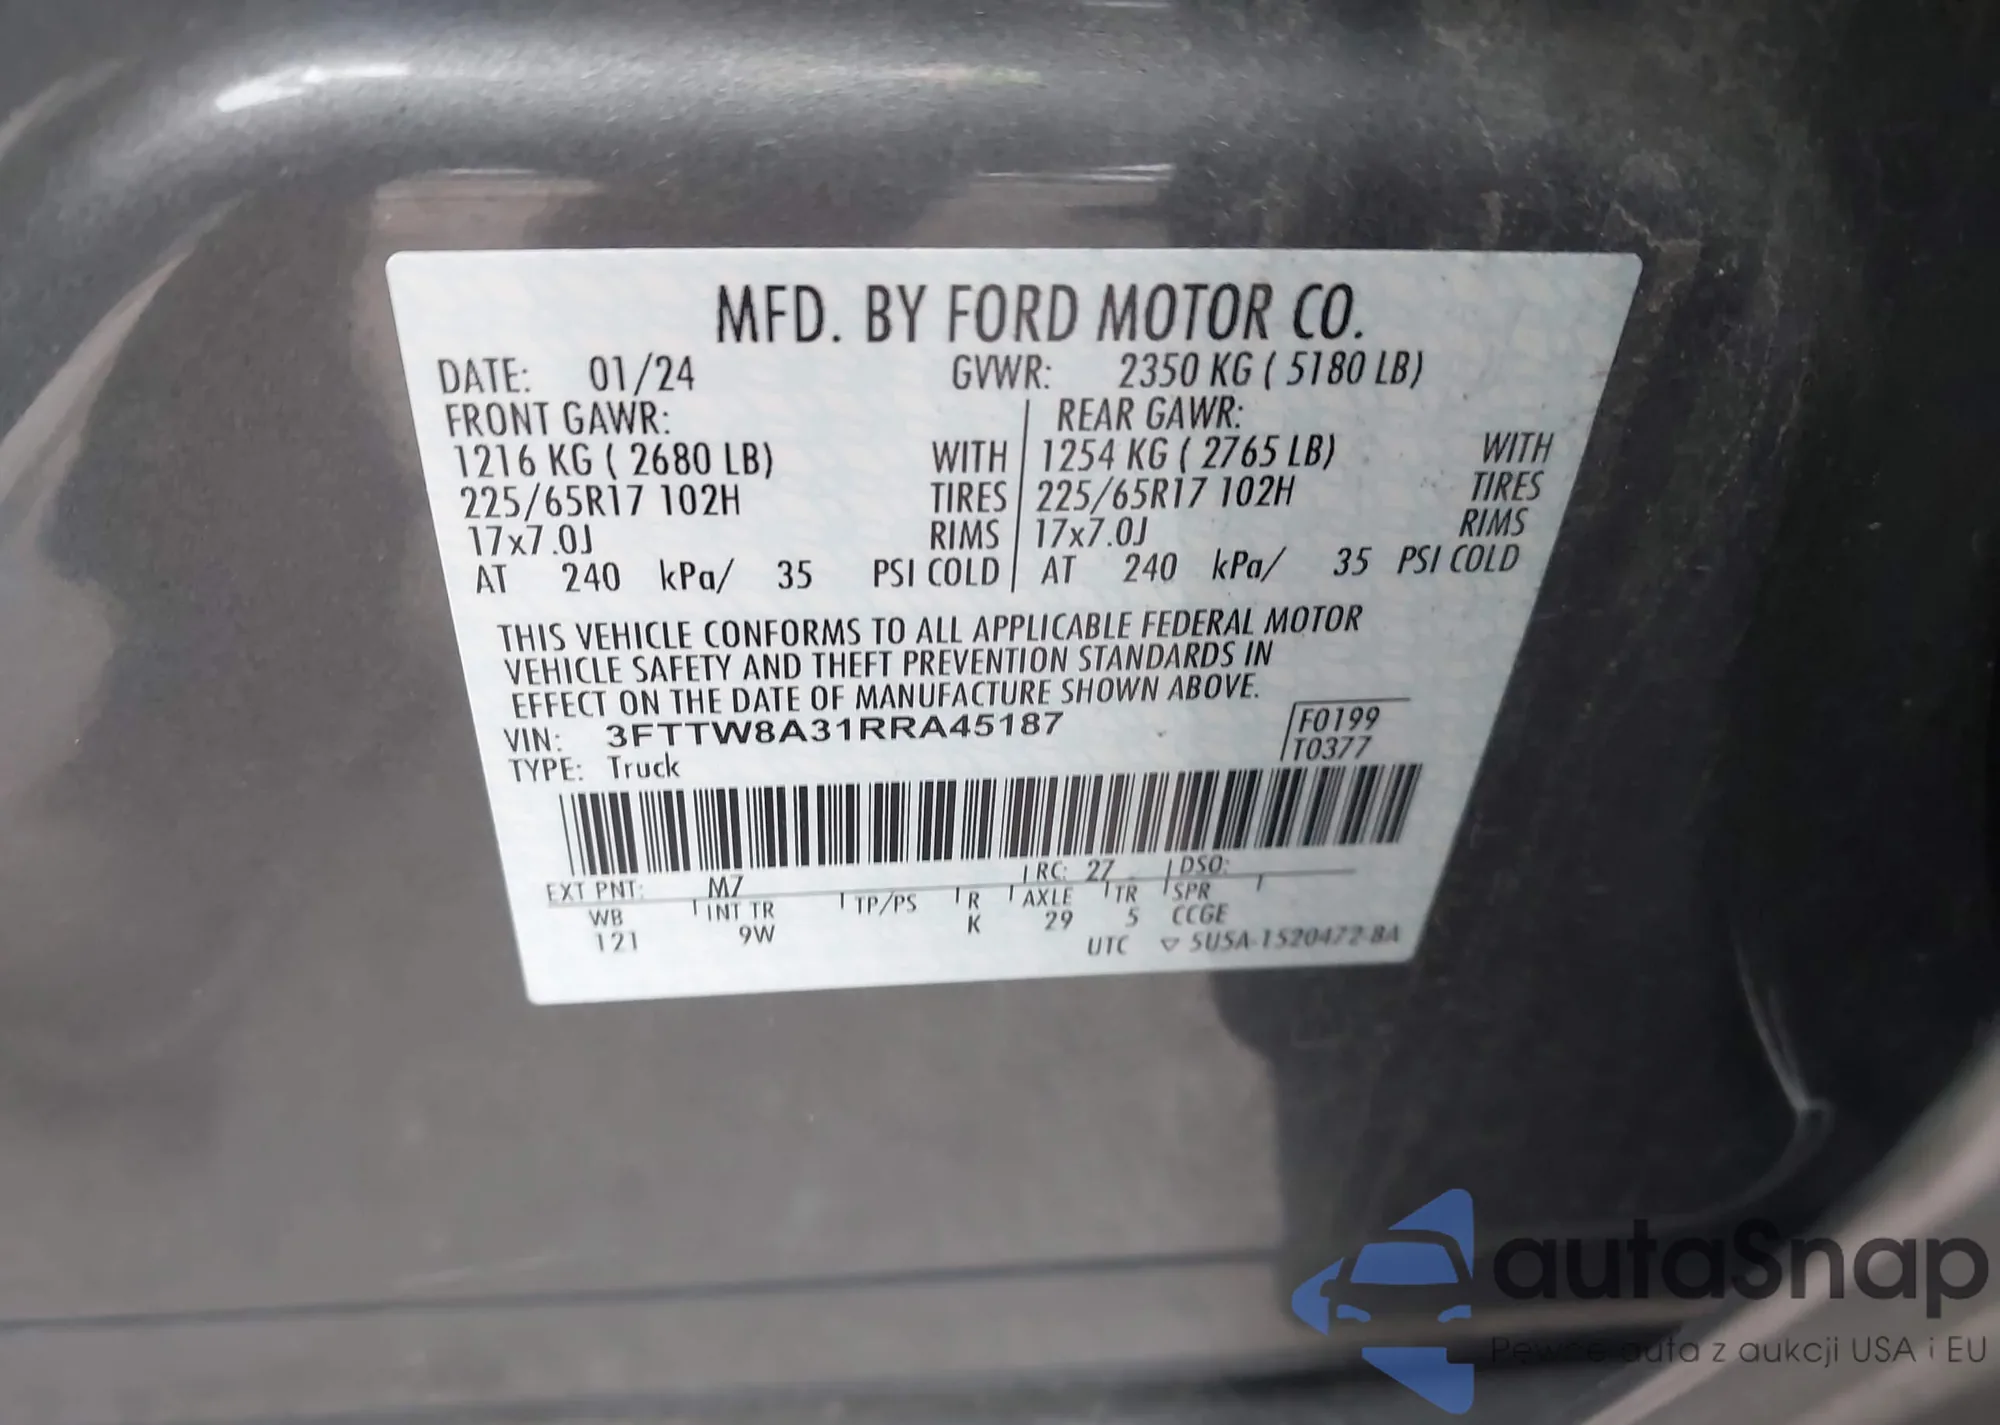 MFD. BY FORD MOTOR CO.
DATE: 01/24 GVWR: 2350 KG ( 5180 LB)
FRONT GAWR: REAR GAWR:
1216 KG ( 2680 LB) WITH 1254 KG ( 2765 LB) WITH
225/65R17 102H TIRES 225/65R17 102H TIRES
17x7.0J RIMS 17x7.0J RIMS
AT 240 kPa/ 35 PSI COLD AT 240 kPa/ 35 PSI COLD
THIS VEHICLE CONFORMS TO ALL APPLICABLE FEDERAL MOTOR
VEHICLE SAFETY AND THEFT PREVENTION STANDARDS IN
EFFECT ON THE DATE OF MANUFACTURE SHOWN ABOVE.
VIN: 3FTTW8A31RRA45187 F0199
TYPE: Truck T0377
EXT PNT: M7 RC: 27 DSO:
WB INT TR TP/PS R AXLE TR SPR
121 9W K 29 5 CCGE
UTC ▽ 5U5A-1520472-BA
autaSnap
Pewne auta z aukcji USA i EU